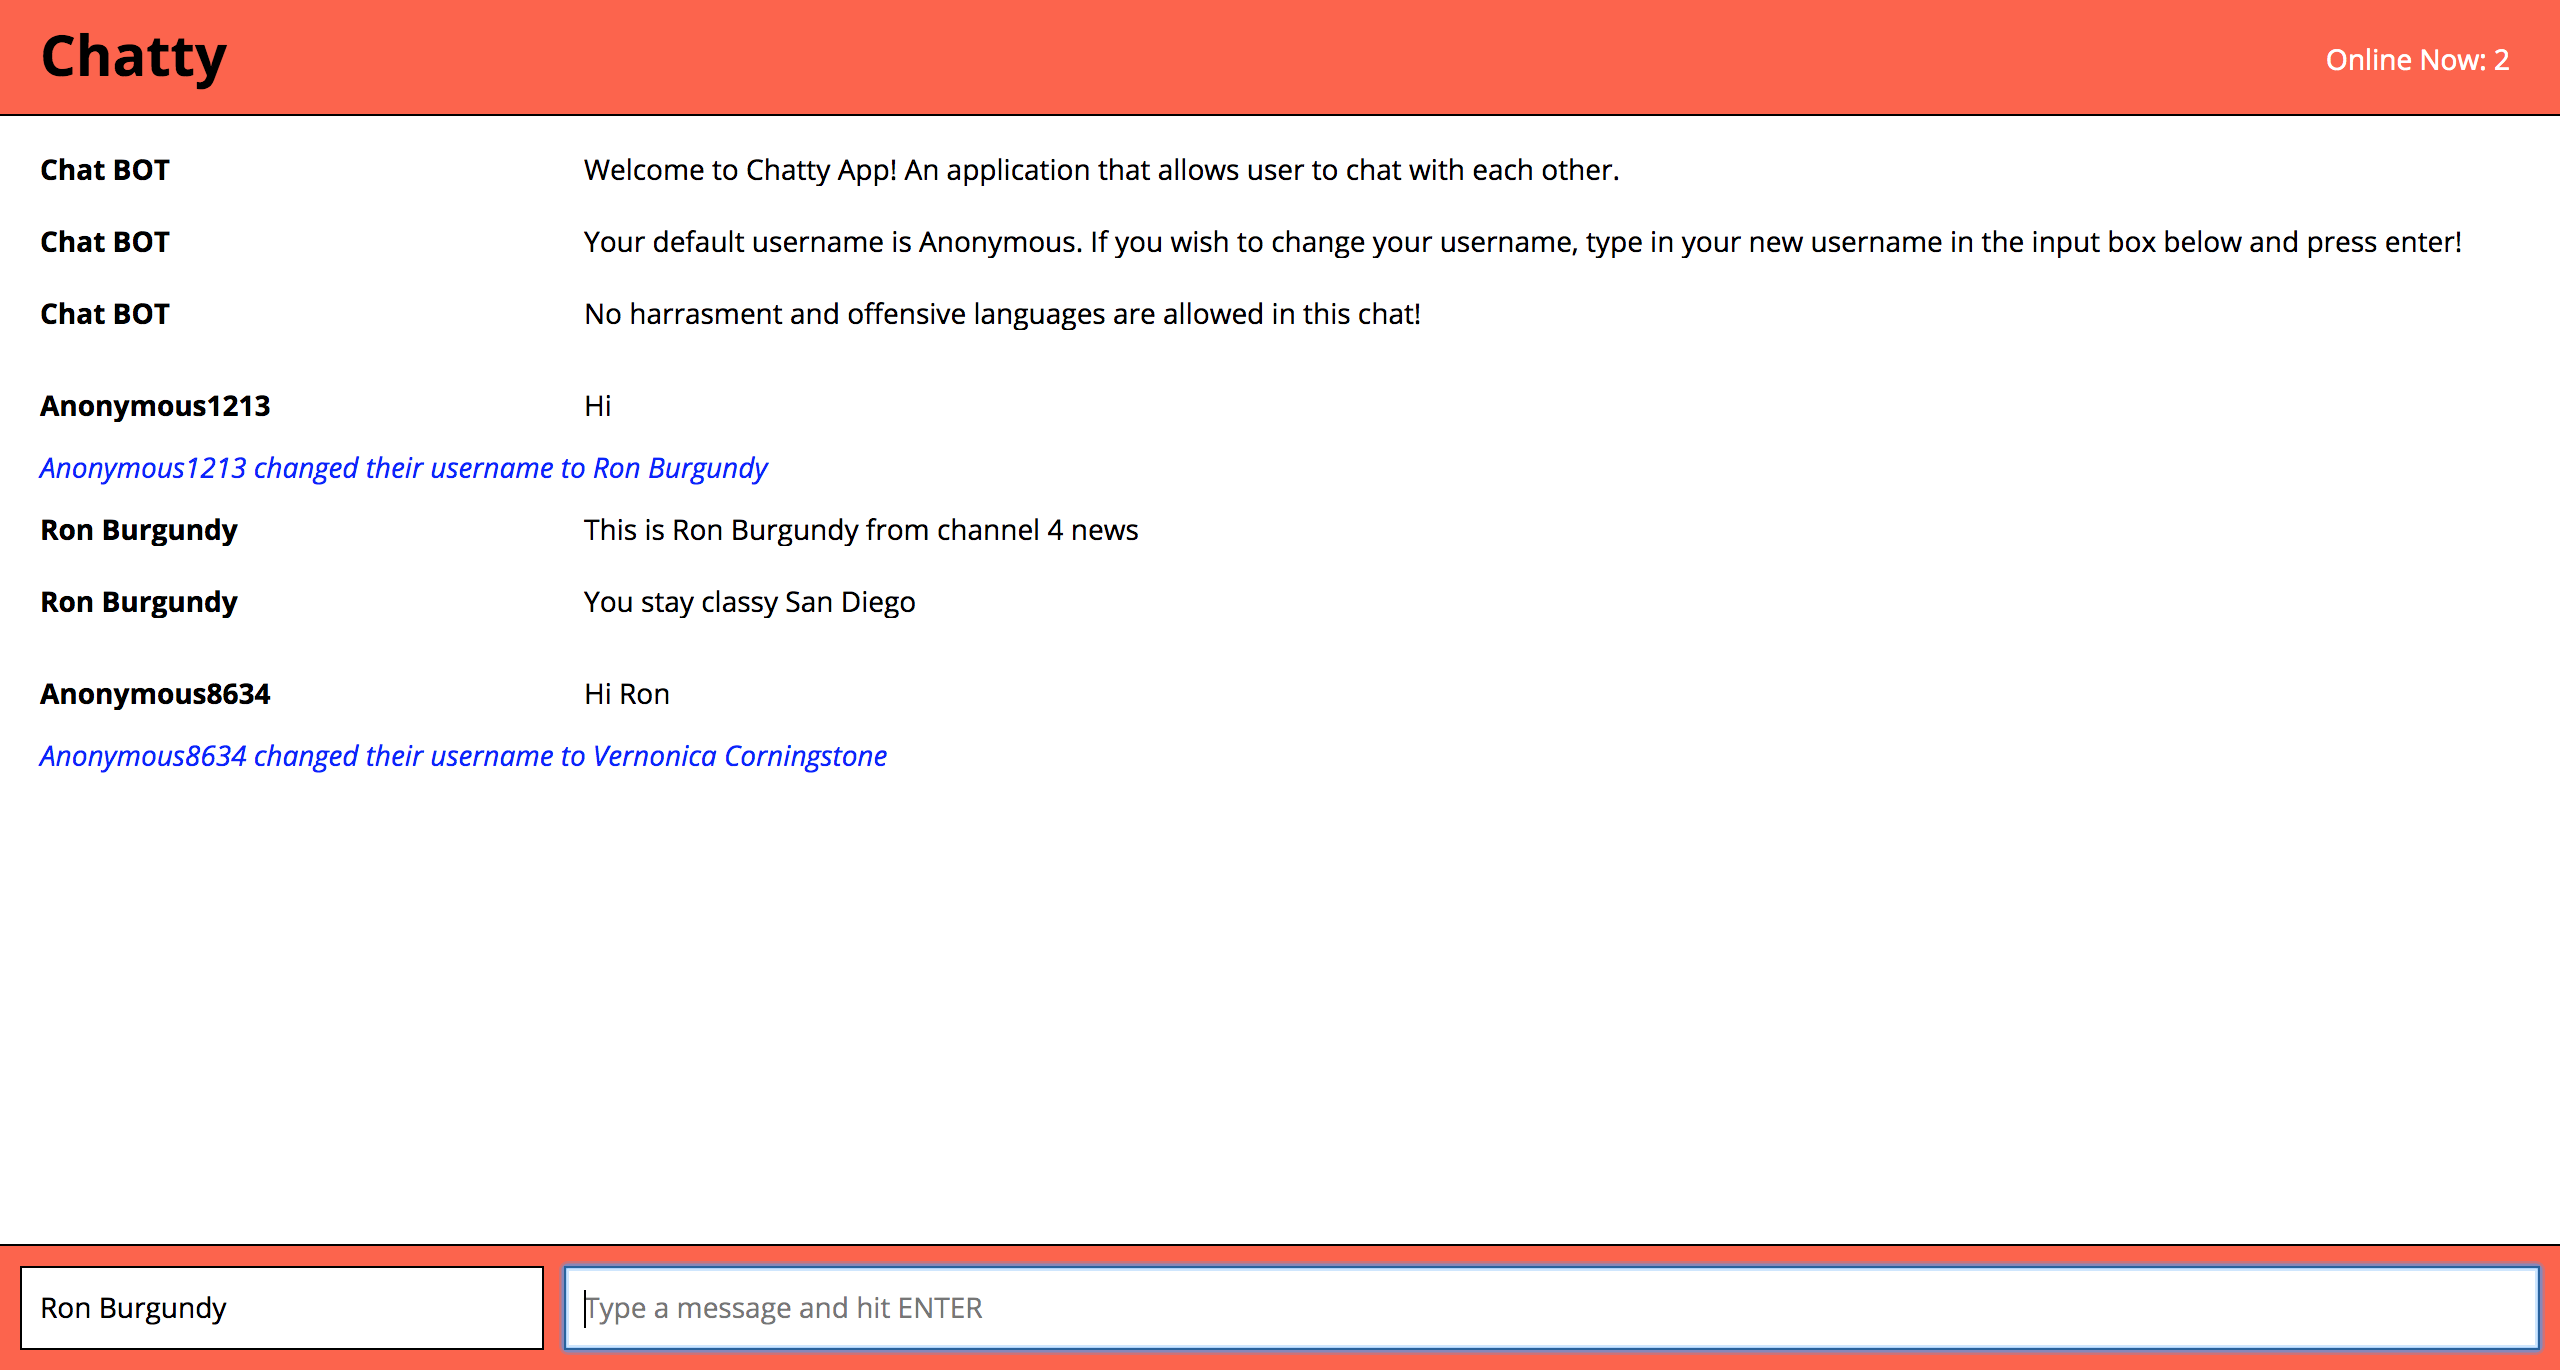 Chatty
Online Now: 2
Chat BOT Welcome to Chatty App! An application that allows user to chat with each other.
Chat BOT Your default username is Anonymous. If you wish to change your username, type in your new username in the input box below and press enter!
Chat BOT No harrasment and offensive languages are allowed in this chat!
Anonymous1213 Hi
Anonymous1213 changed their username to Ron Burgundy
Ron Burgundy This is Ron Burgundy from channel 4 news
Ron Burgundy You stay classy San Diego
Anonymous8634 Hi Ron
Anonymous8634 changed their username to Vernonica Corningstone
Ron Burgundy Type a message and hit ENTER